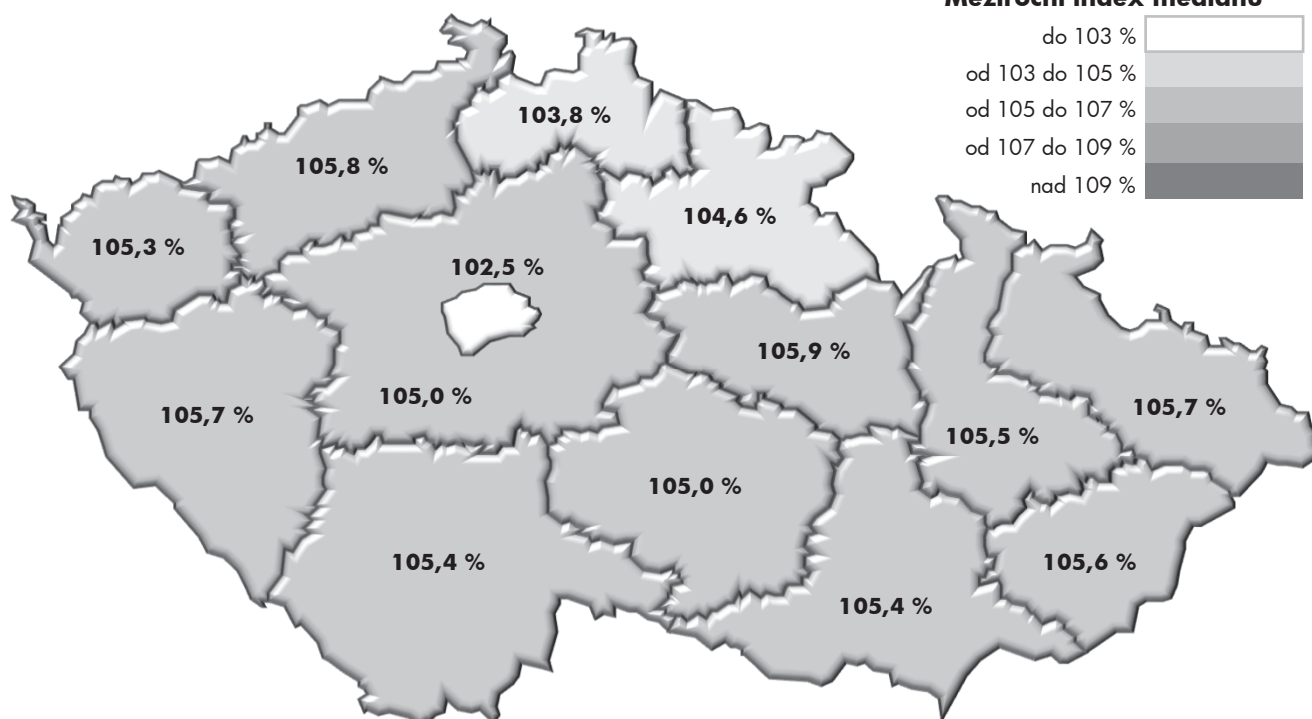 Meziroční index mediánu
do 103 %
od 103 do 105 %
od 105 do 107 %
od 107 do 109 %
nad 109 %
103,8 %
105,8 %
104,6 %
105,3 %
102,5 %
105,9 %
105,0 %
105,7 %
105,7 %
105,5 %
105,0 %
105,4 %
105,6 %
105,4 %